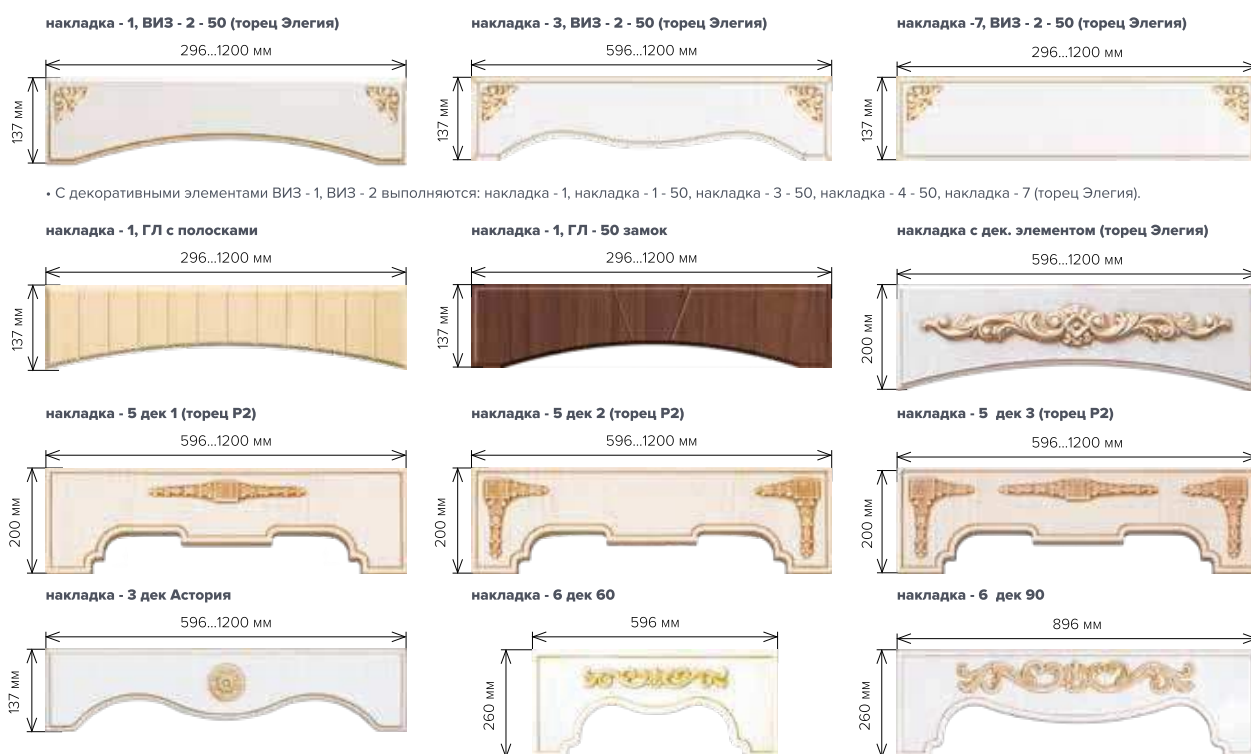 накладка - 1, ВИЗ - 2 - 50 (торец Элегия)
296...1200 мм
137 мм
накладка - 3, ВИЗ - 2 - 50 (торец Элегия)
596...1200 мм
137 мм
накладка -7, ВИЗ - 2 - 50 (торец Элегия)
296...1200 мм
137 мм
• С декоративными элементами ВИЗ - 1, ВИЗ - 2 выполняются: накладка - 1, накладка - 1 - 50, накладка - 3 - 50, накладка - 4 - 50, накладка - 7 (торец Элегия).
накладка - 1, ГЛ с полосками
296...1200 мм
137 мм
накладка - 1, ГЛ - 50 замок
296...1200 мм
137 мм
накладка с дек. элементом (торец Элегия)
596...1200 мм
200 мм
накладка - 5 дек 1 (торец Р2)
596...1200 мм
200 мм
накладка - 5 дек 2 (торец Р2)
596...1200 мм
200 мм
накладка - 5 дек 3 (торец Р2)
596...1200 мм
200 мм
накладка - 3 дек Астория
596...1200 мм
137 мм
накладка - 6 дек 60
596 мм
260 мм
накладка - 6 дек 90
896 мм
260 мм